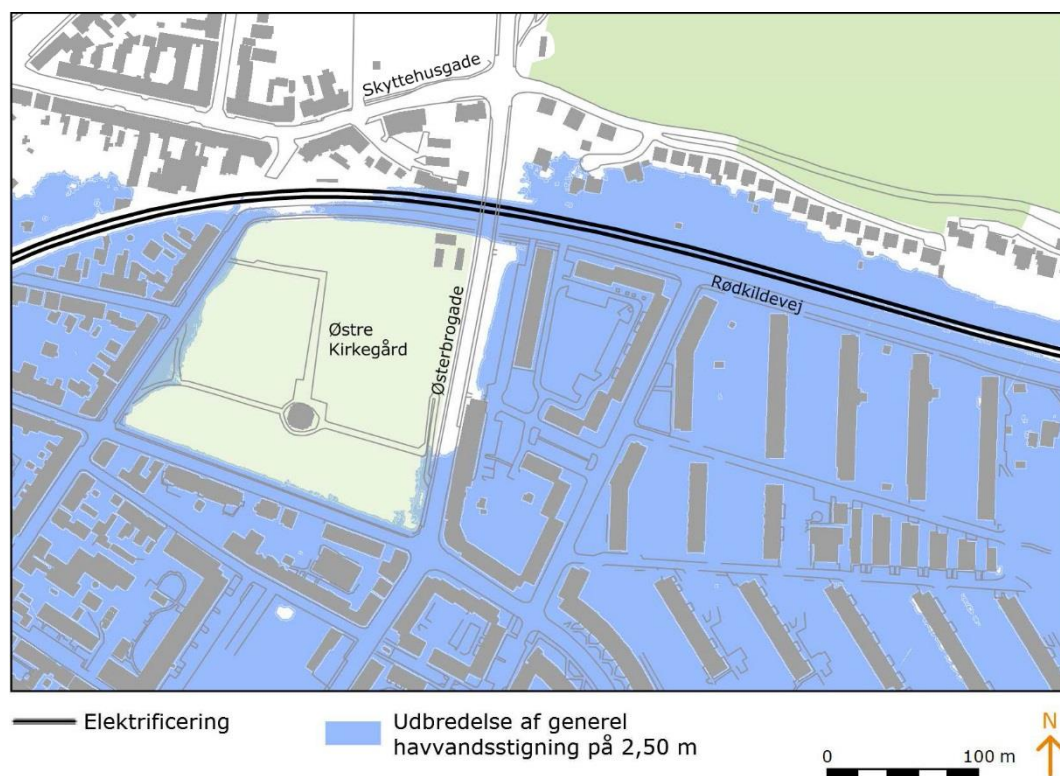 Skyttehusgade
Rødkildevej
Østre
Kirkegård
Østerbrogade
Elektrificering
Udbredelse af generel
havvandsstigning på 2,50 m
0 100 m
N